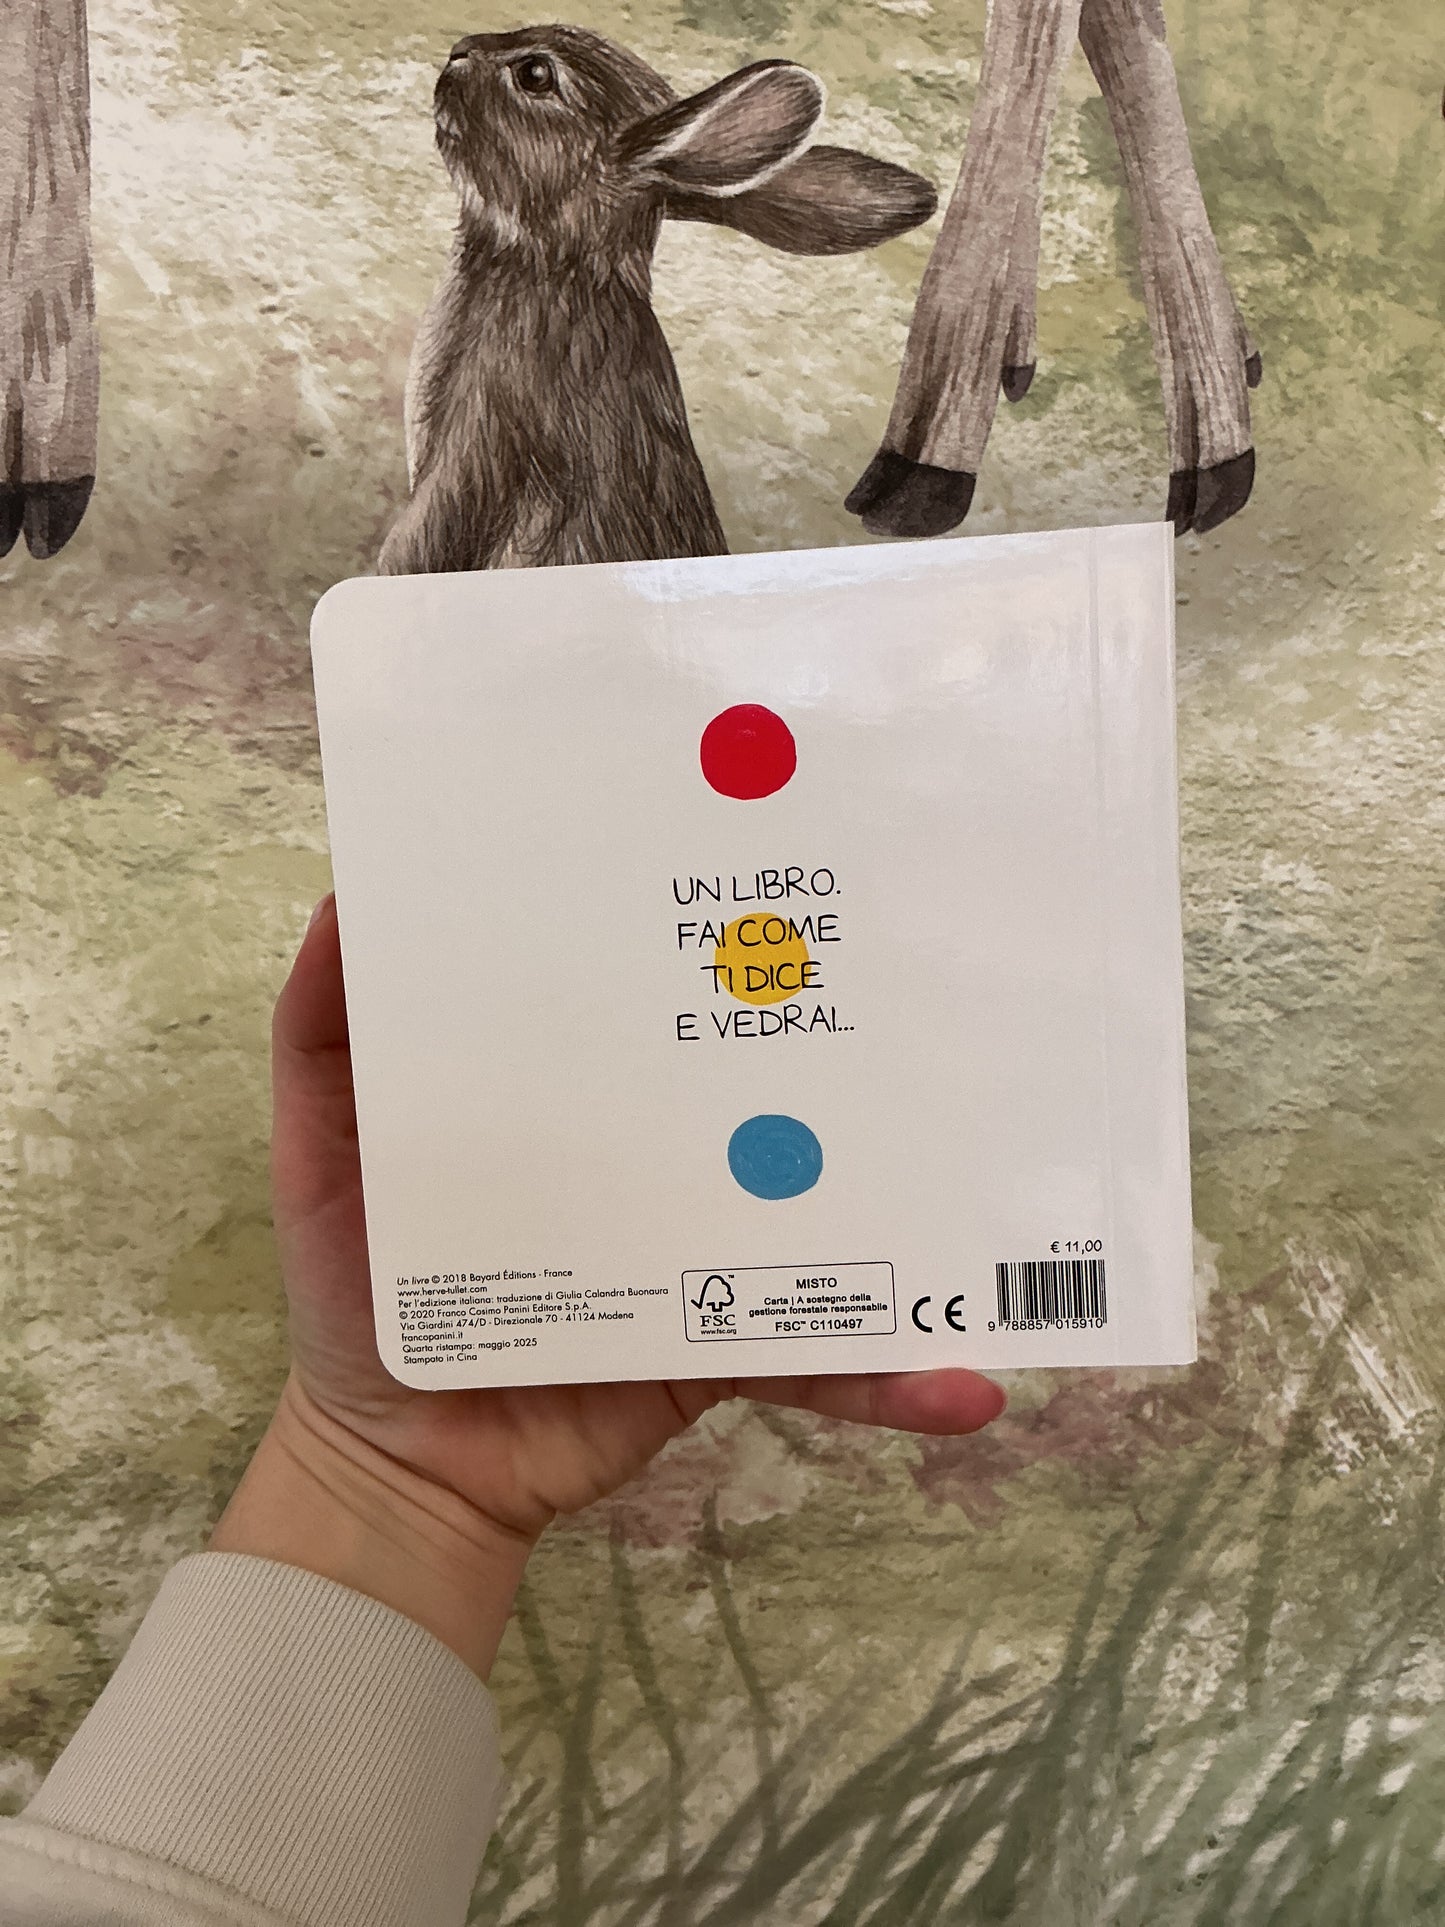 UN LIBRO.
FAI COME
TI DICE
E VEDRAI...
€ 11,00
Un livre © 2018 Bayard Éditions - France
www.herve-tullet.com
Per l'edizione italiana: traduzione di Giulia Calandra Buonaura
© 2020 Franco Cosimo Panini Editore S.p.A.
Via Giardini 474/D - Direzionale 70 - 41124 Modena
francopanini.it
Quarta ristampa: maggio 2025
Stampato in Cina
FSC
www.fsc.org
MISTO
Carta | A sostegno della
gestione forestale responsabile
FSC™ C110497
CE
9 788857 015910